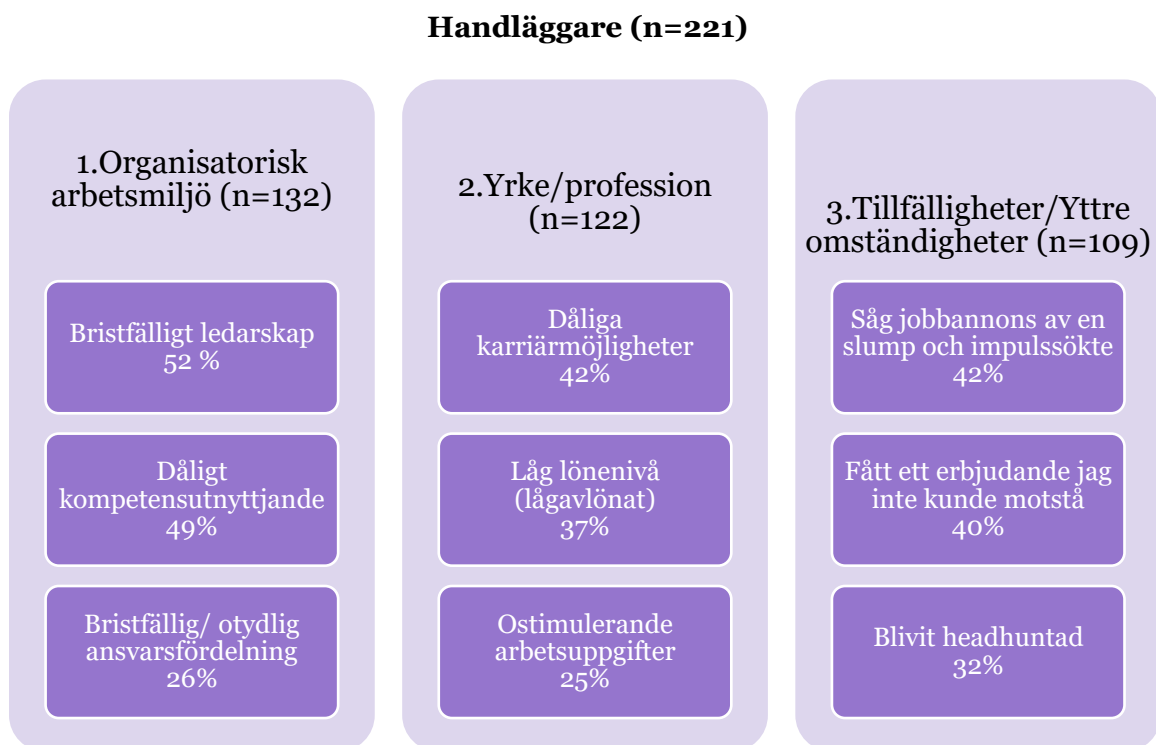 Handläggare (n=221)
1.Organisatorisk
arbetsmiljö (n=132)
Bristfälligt ledarskap
52 %
Dåligt
kompetensutnyttjande
49%
Bristfällig/ otydlig
ansvarsfördelning
26%
2.Yrke/profession
(n=122)
Dåliga
karriärmöjligheter
42%
Låg lönenivå
(lågavlönat)
37%
Ostimulerande
arbetsuppgifter
25%
3.Tillfälligheter/Yttre
omständigheter (n=109)
Såg jobbannons av en
slump och impulssökte
42%
Fått ett erbjudande jag
inte kunde motstå
40%
Blivit headhuntad
32%